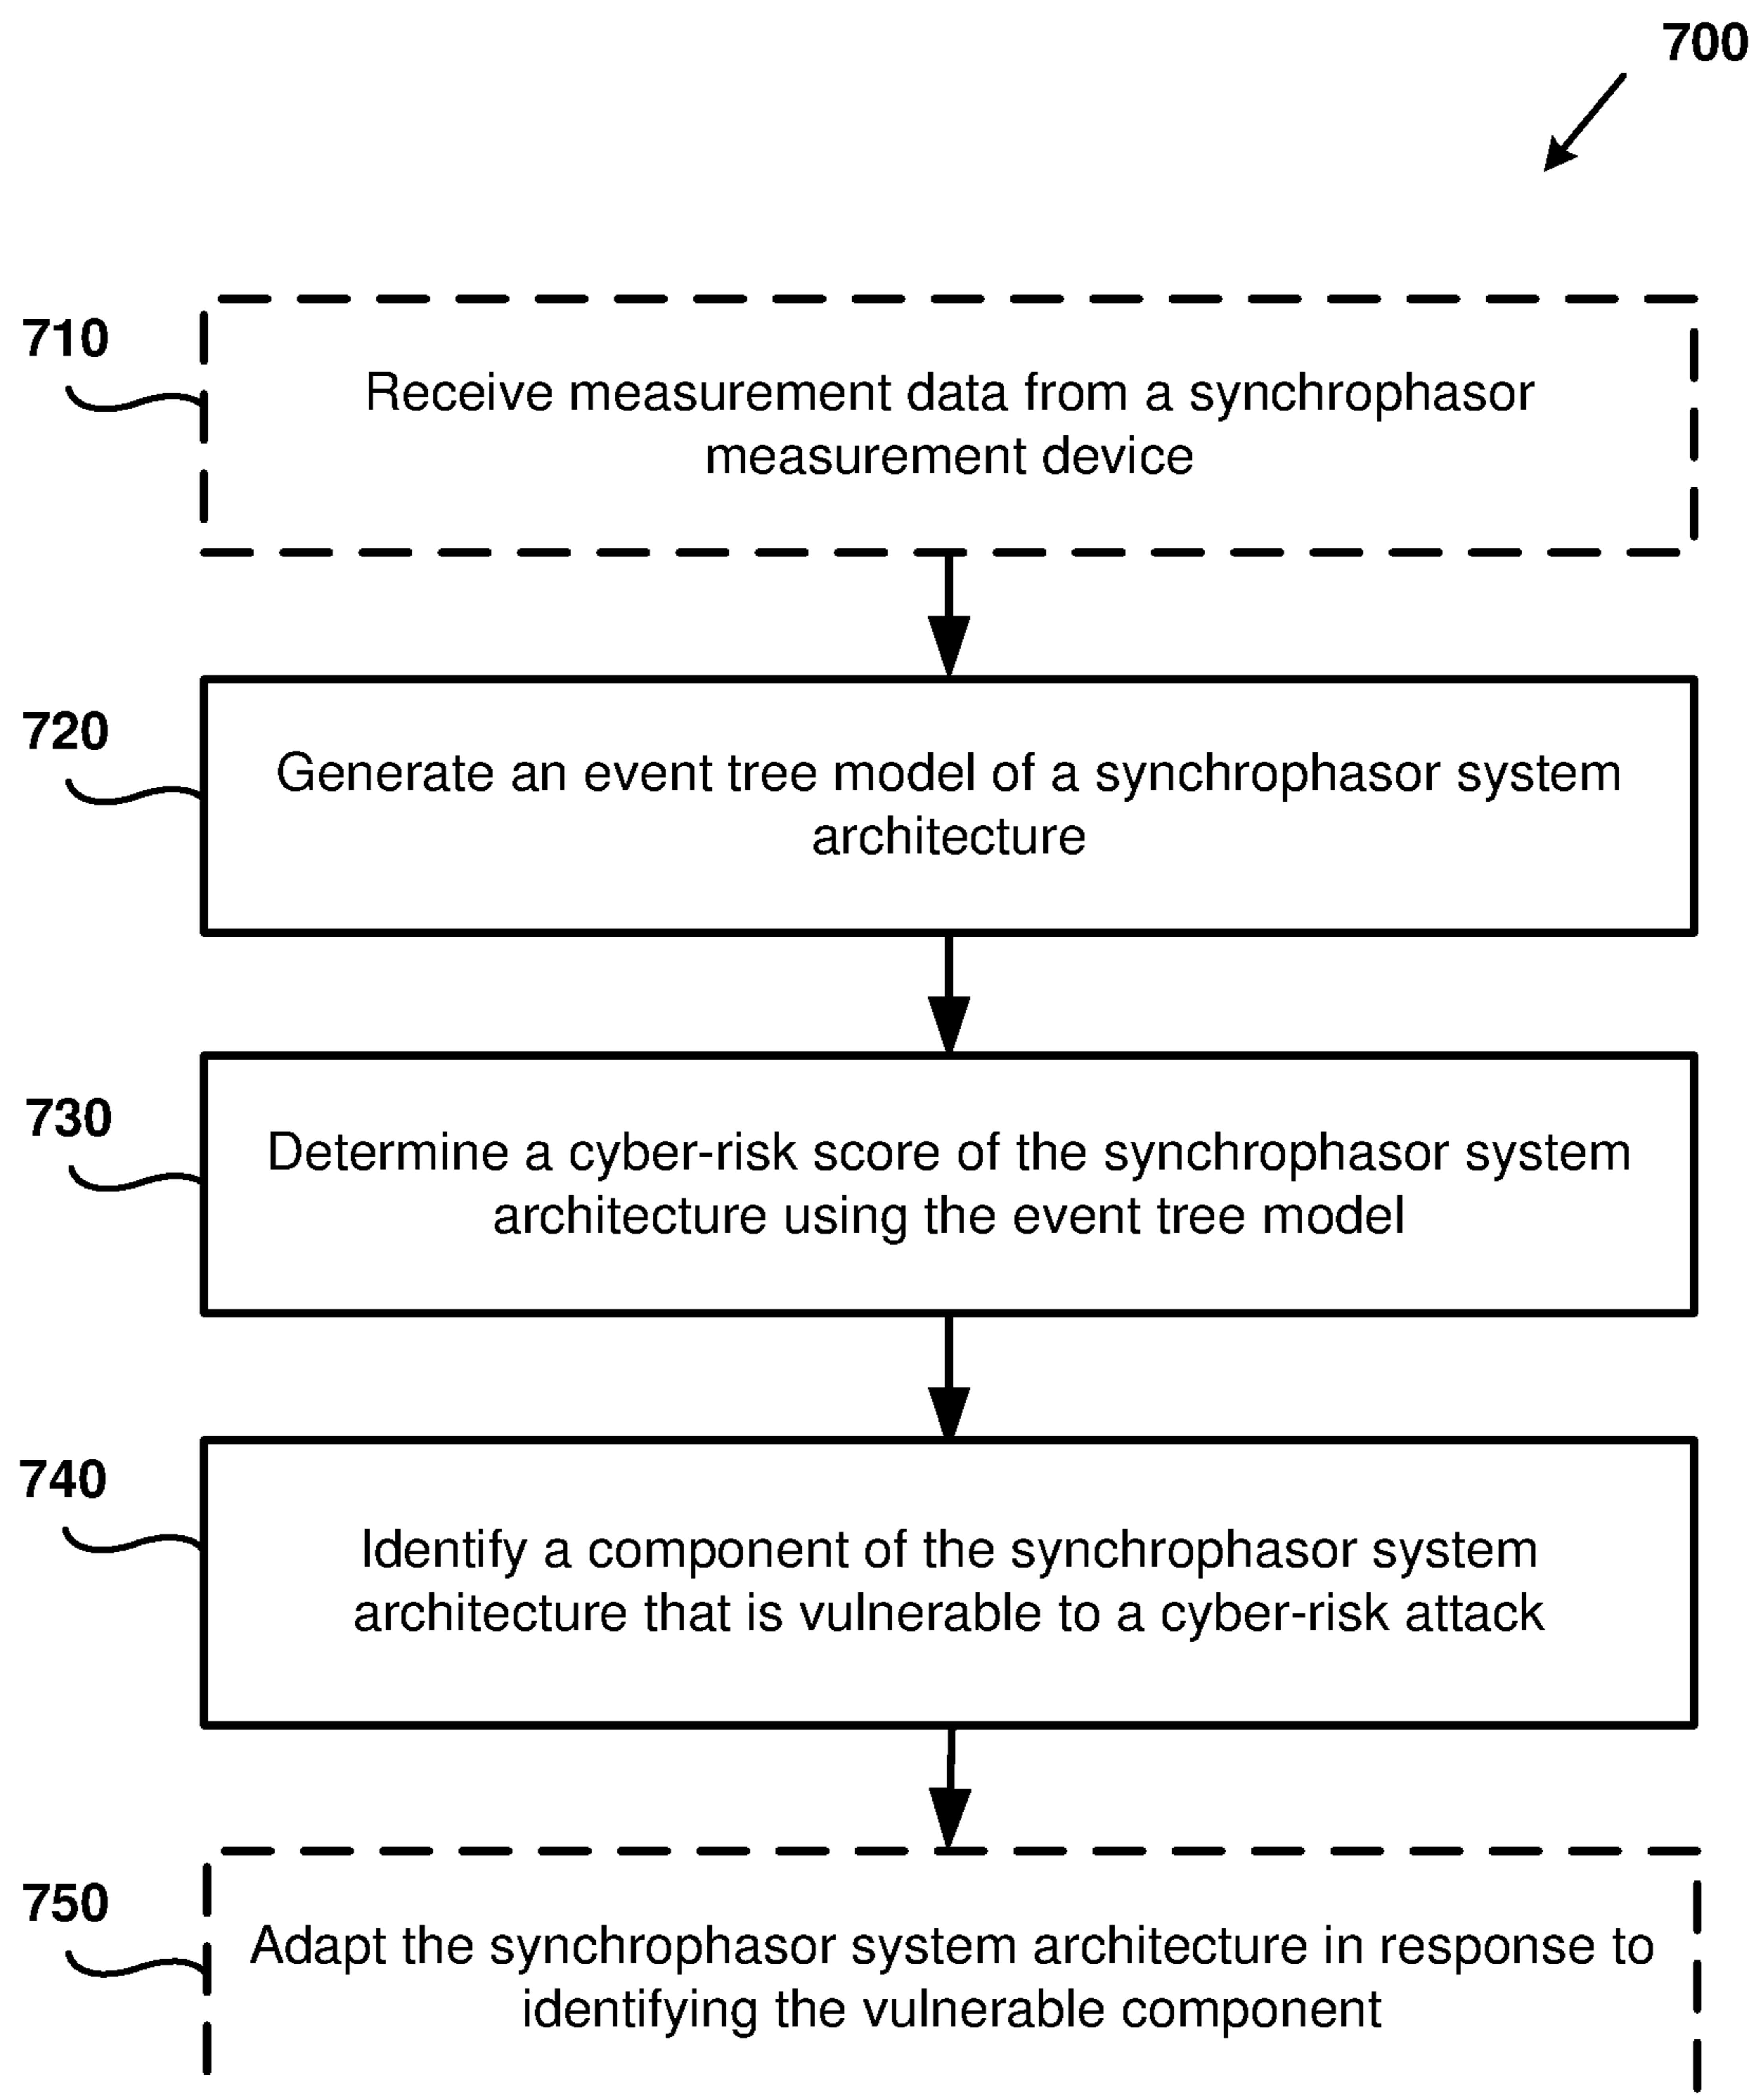 700
710
Receive measurement data from a synchrophasor
measurement device
720
Generate an event tree model of a synchrophasor system
architecture
730
Determine a cyber-risk score of the synchrophasor system
architecture using the event tree model
740
Identify a component of the synchrophasor system
architecture that is vulnerable to a cyber-risk attack
750
Adapt the synchrophasor system architecture in response to
identifying the vulnerable component